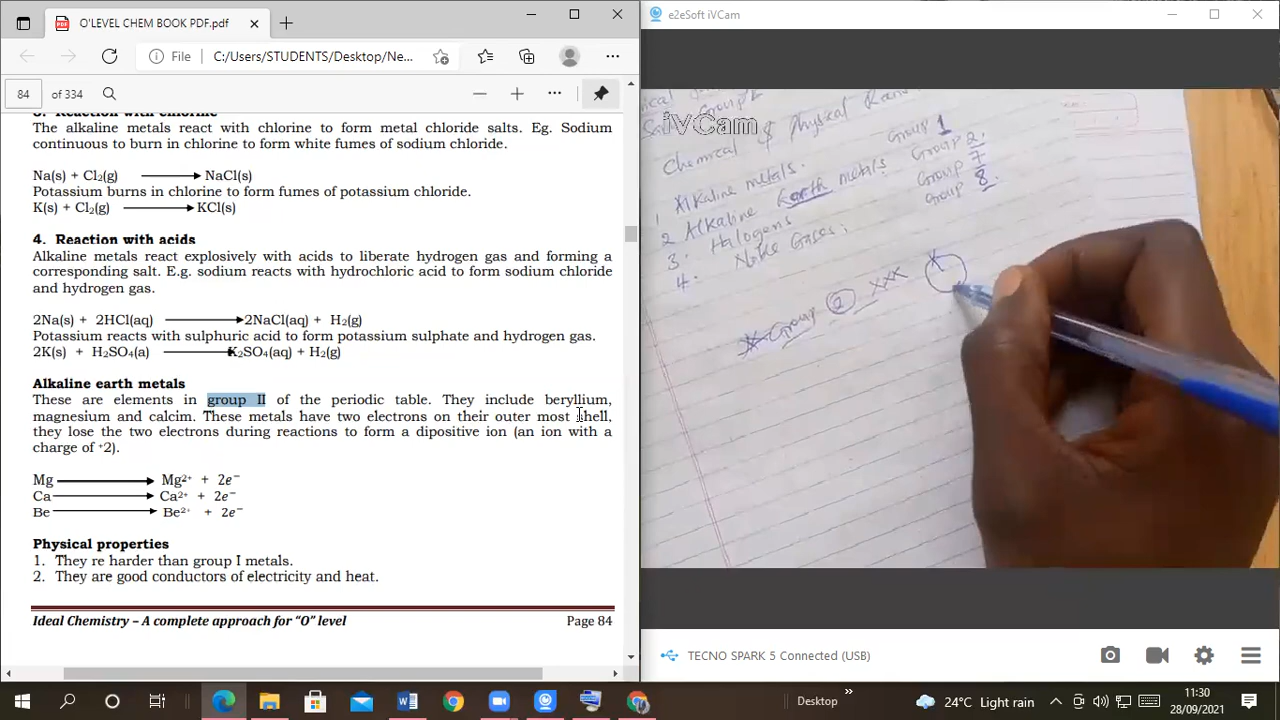 O'LEVEL CHEM BOOK PDF.pdf
File C:/Users/STUDENTS/Desktop/Ne...
84 of 334
3. Reaction with chlorine
The alkaline metals react with chlorine to form metal chloride salts. Eg. Sodium
continuous to burn in chlorine to form white fumes of sodium chloride.
Na(s) + Cl₂(g) → NaCl(s)
Potassium burns in chlorine to form fumes of potassium chloride.
K(s) + Cl₂(g) → KCl(s)
4. Reaction with acids
Alkaline metals react explosively with acids to liberate hydrogen gas and forming a
corresponding salt. E.g. sodium reacts with hydrochloric acid to form sodium chloride
and hydrogen gas.
2Na(s) + 2HCl(aq) → 2NaCl(aq) + H₂(g)
Potassium reacts with sulphuric acid to form potassium sulphate and hydrogen gas.
2K(s) + H₂SO₄(a) → K₂SO₄(aq) + H₂(g)
Alkaline earth metals
These are elements in group II of the periodic table. They include beryllium,
magnesium and calcim. These metals have two electrons on their outer most shell,
they lose the two electrons during reactions to form a dipositive ion (an ion with a
charge of ⁺2).
Mg → Mg²⁺ + 2e⁻
Ca → Ca²⁺ + 2e⁻
Be → Be²⁺ + 2e⁻
Physical properties
1. They re harder than group I metals.
2. They are good conductors of electricity and heat.
Ideal Chemistry – A complete approach for "O" level Page 84
e2eSoft iVCam
iVCam
Group
Chemical & Physical
1 Alkaline metals. Group 1
2 Alkaline Earth metals Group 2.
3. Halogens Group 7
4. Noble Gases: Group 8.
Group 2 XXX X
TECNO SPARK 5 Connected (USB)
Desktop
24°C Light rain
11:30
28/09/2021